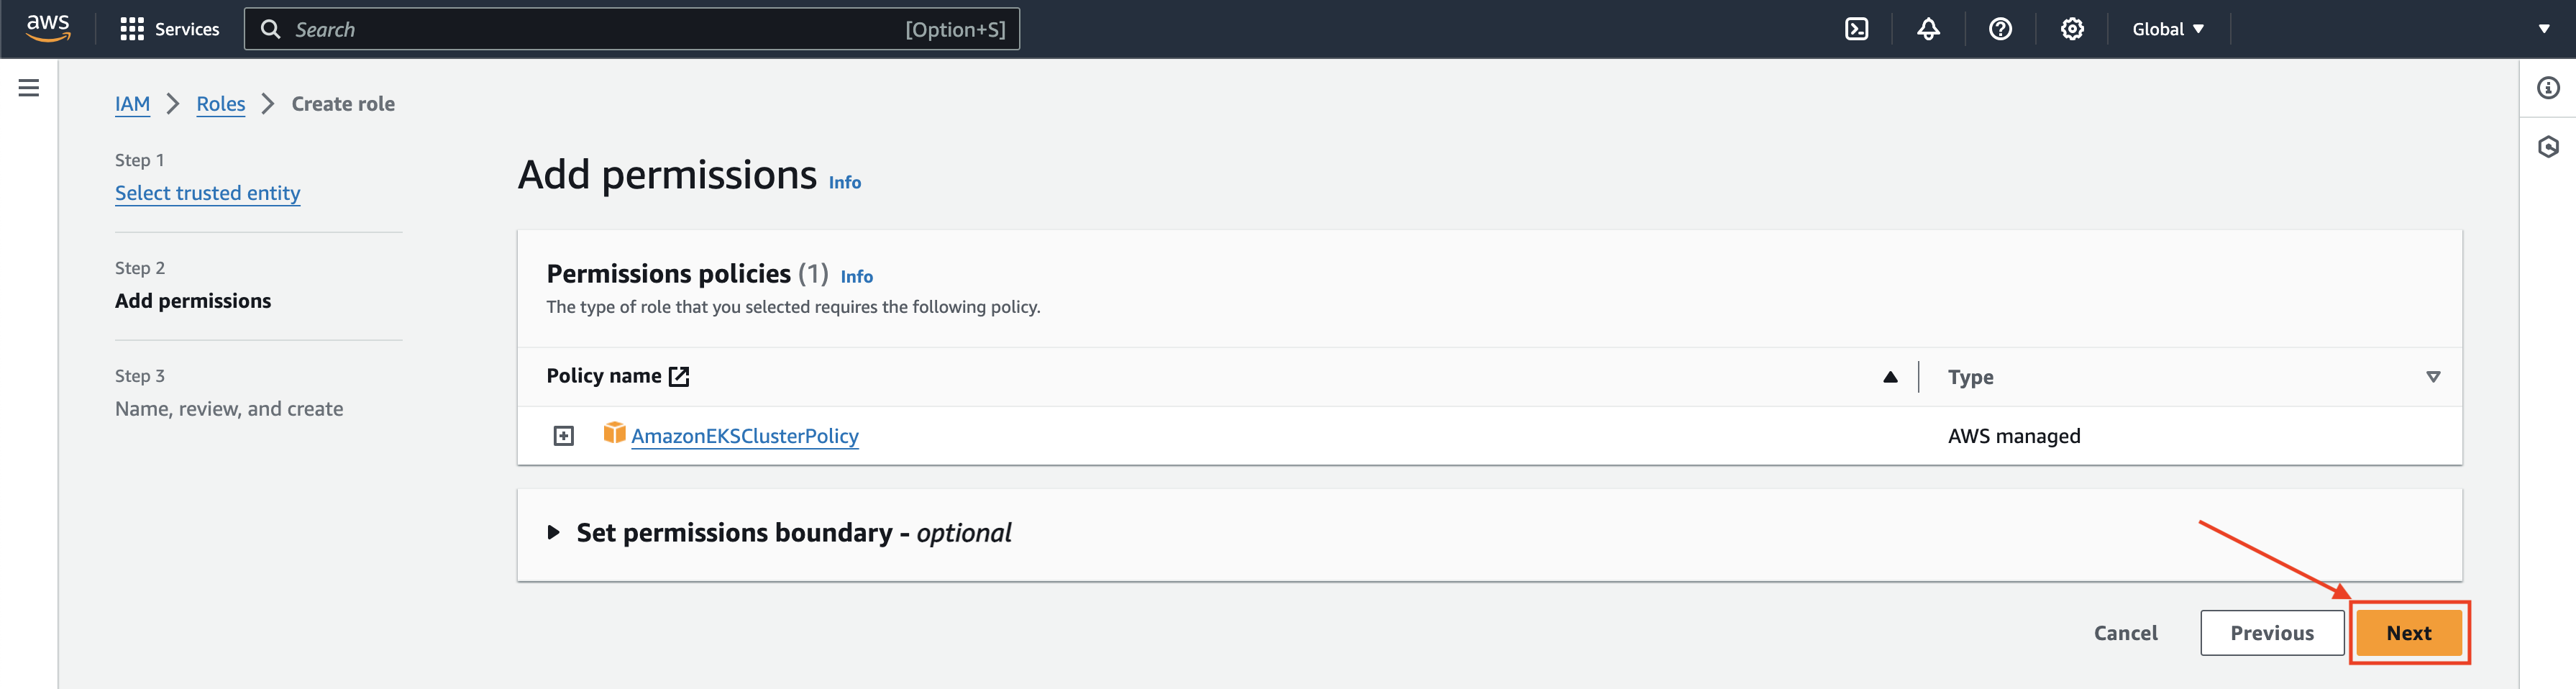 aws
Services
Search [Option+S]
Global
IAM > Roles > Create role
Step 1
Select trusted entity
Step 2
Add permissions
Step 3
Name, review, and create
Add permissions Info
Permissions policies (1) Info
The type of role that you selected requires the following policy.
Policy name Type
AmazonEKSClusterPolicy AWS managed
Set permissions boundary - optional
Cancel Previous Next